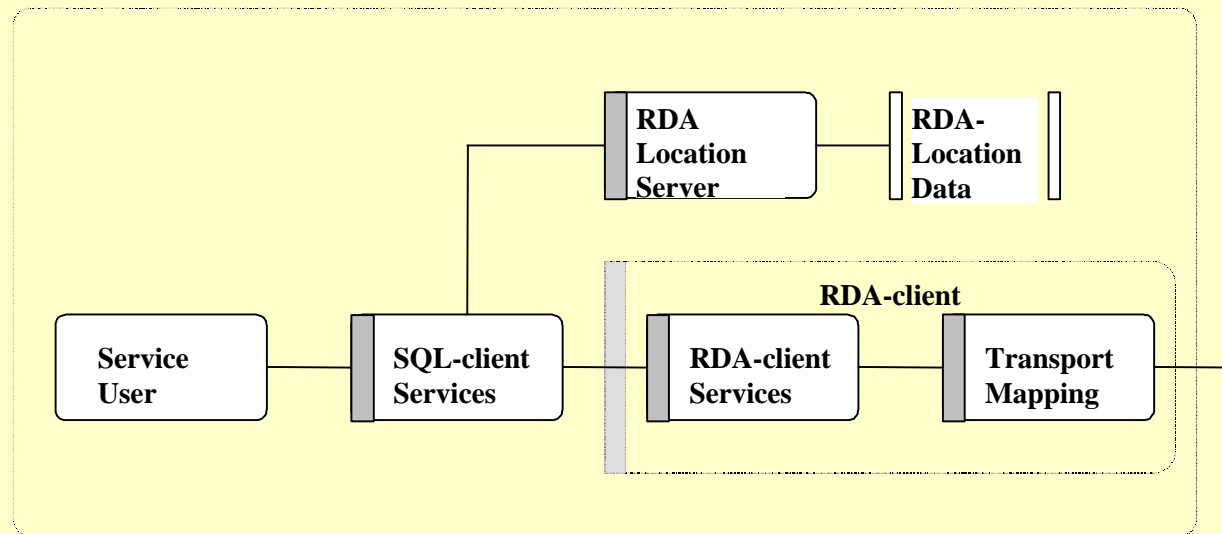 RDA
Location
Server
RDA-
Location
Data
RDA-client
Service
User
SQL-client
Services
RDA-client
Services
Transport
Mapping